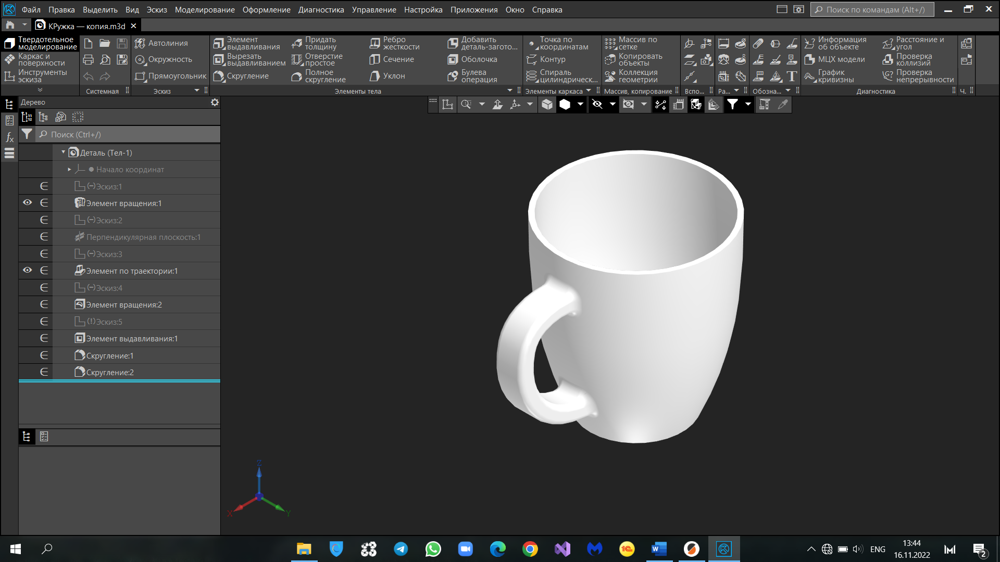 Файл Правка Выделить Вид Эскиз Моделирование Оформление Диагностика Управление Настройка Приложения Окно Справка
Поиск по командам (Alt+/)
КРужка — копия.m3d
Твердотельное моделирование
Каркас и поверхности
Инструменты эскиза
Системная
Автолиния
Окружность
Прямоугольник
Эскиз
Элемент выдавливания
Вырезать выдавливанием
Скругление
Придать толщину
Отверстие простое
Полное скругление
Ребро жесткости
Сечение
Уклон
Добавить деталь-загото...
Оболочка
Булева операция
Элементы тела
Точка по координатам
Контур
Спираль цилиндрическ...
Элементы каркаса
Массив по сетке
Копировать объекты
Коллекция геометрии
Массив, копирование
Вспо...
Ра...
Обозна...
Информация об объекте
МЦХ модели
График кривизны
Расстояние и угол
Проверка коллизий
Проверка непрерывности
Диагностика
Ч.
Дерево
Поиск (Ctrl+/)
Деталь (Тел-1)
Начало координат
(−)Эскиз:1
Элемент вращения:1
(−)Эскиз:2
Перпендикулярная плоскость:1
(−)Эскиз:3
Элемент по траектории:1
(−)Эскиз:4
Элемент вращения:2
(!)Эскиз:5
Элемент выдавливания:1
Скругление:1
Скругление:2
Z
X
Y
ENG
13:44
16.11.2022
2